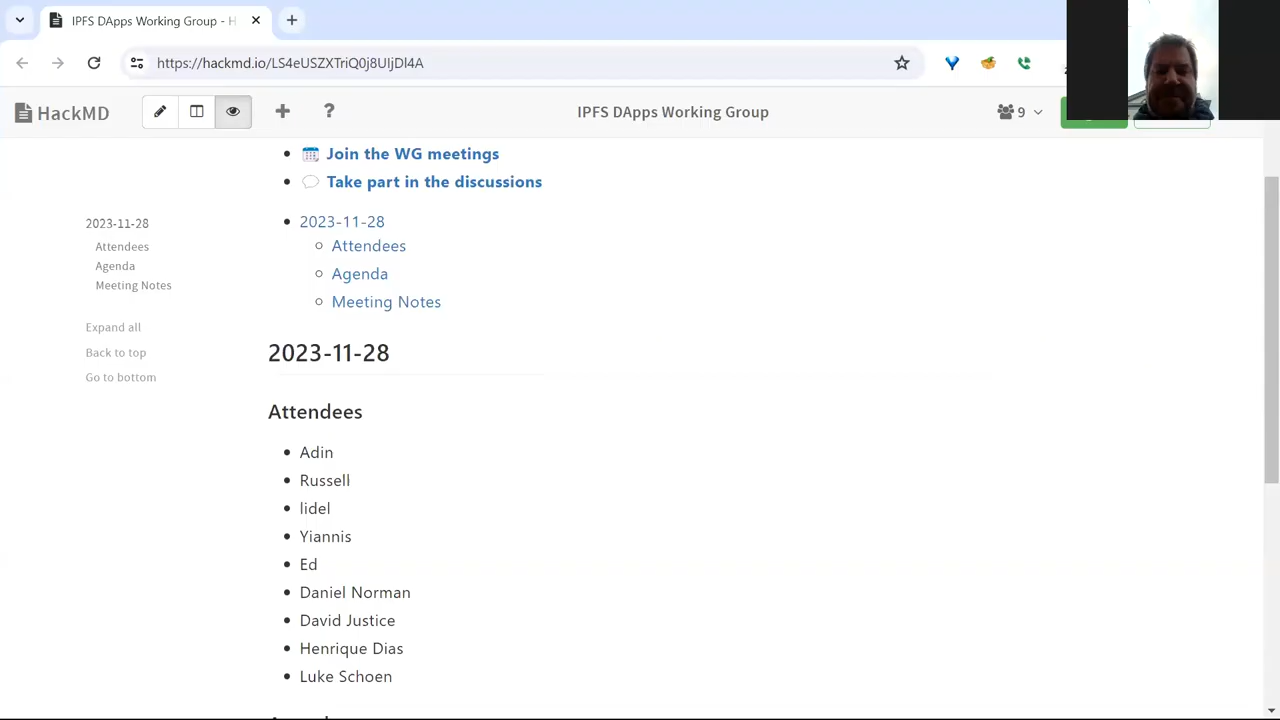 IPFS DApps Working Group - H
https://hackmd.io/LS4eUSZXTriQ0j8UIjDl4A
HackMD
?
IPFS DApps Working Group
9
Join the WG meetings
Take part in the discussions
2023-11-28
Attendees
Agenda
Meeting Notes
2023-11-28
Attendees
Agenda
Meeting Notes
Expand all
Back to top
Go to bottom
2023-11-28
Attendees
Adin
Russell
lidel
Yiannis
Ed
Daniel Norman
David Justice
Henrique Dias
Luke Schoen